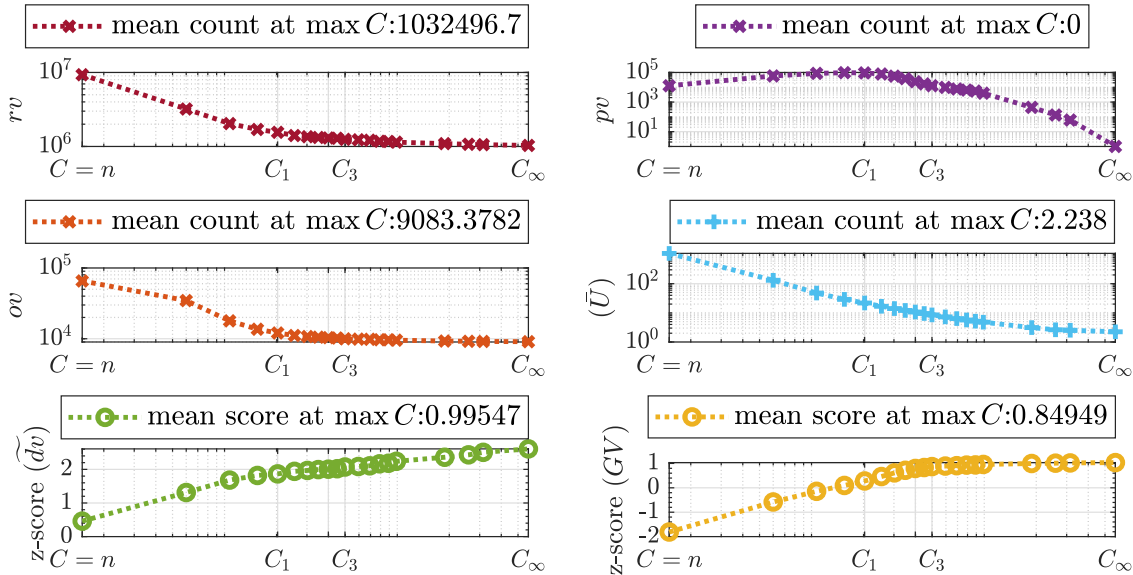 mean count at max C:1032496.7
rv
10^7
10^6
C = n
C_1
C_3
C_∞
mean count at max C:0
pv
10^5
10^3
10^1
C = n
C_1
C_3
C_∞
mean count at max C:9083.3782
ov
10^5
10^4
C = n
C_1
C_3
C_∞
mean count at max C:2.238
(Ū)
10^2
10^0
C = n
C_1
C_3
C_∞
mean score at max C:0.99547
z-score (d͠v)
2
1
0
C = n
C_1
C_3
C_∞
mean score at max C:0.84949
z-score (GV)
1
0
-1
-2
C = n
C_1
C_3
C_∞